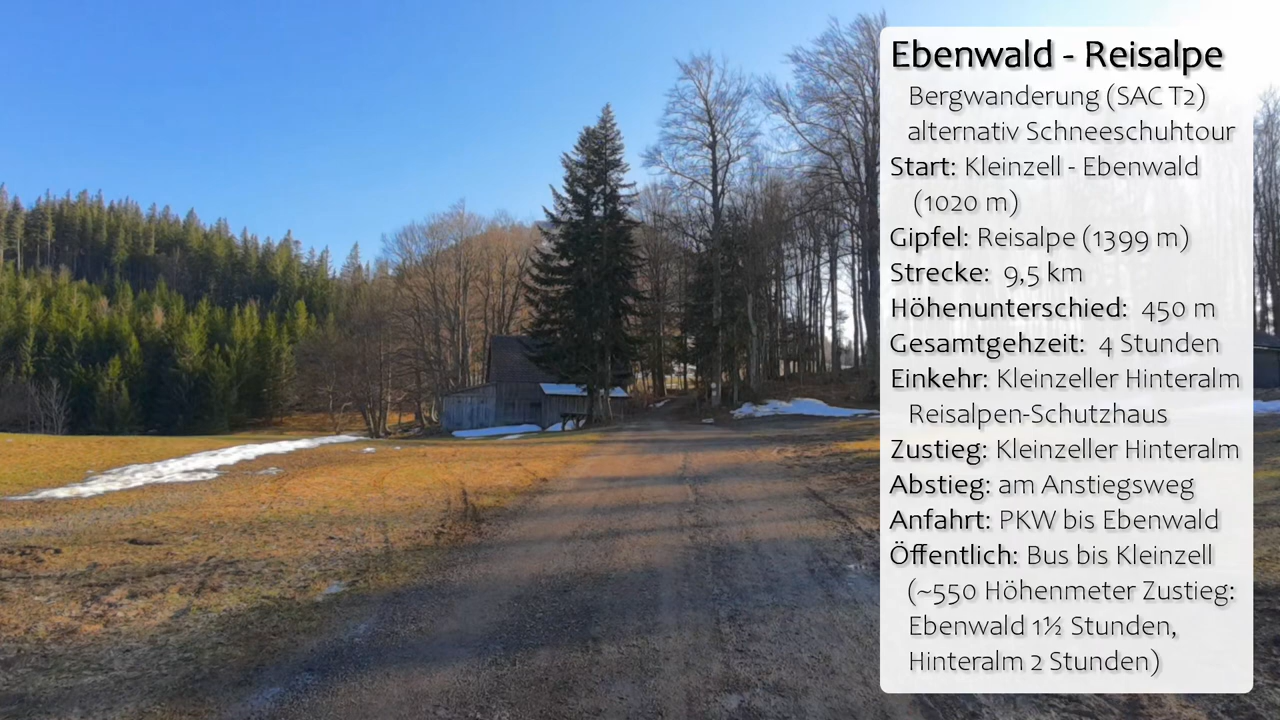 Ebenwald - Reisalpe
Bergwanderung (SAC T2)
alternativ Schneeschuhtour
Start: Kleinzell - Ebenwald
(1020 m)
Gipfel: Reisalpe (1399 m)
Strecke: 9,5 km
Höhenunterschied: 450 m
Gesamtgehzeit: 4 Stunden
Einkehr: Kleinzeller Hinteralm
Reisalpen-Schutzhaus
Zustieg: Kleinzeller Hinteralm
Abstieg: am Anstiegsweg
Anfahrt: PKW bis Ebenwald
Öffentlich: Bus bis Kleinzell
(~550 Höhenmeter Zustieg:
Ebenwald 1½ Stunden,
Hinteralm 2 Stunden)